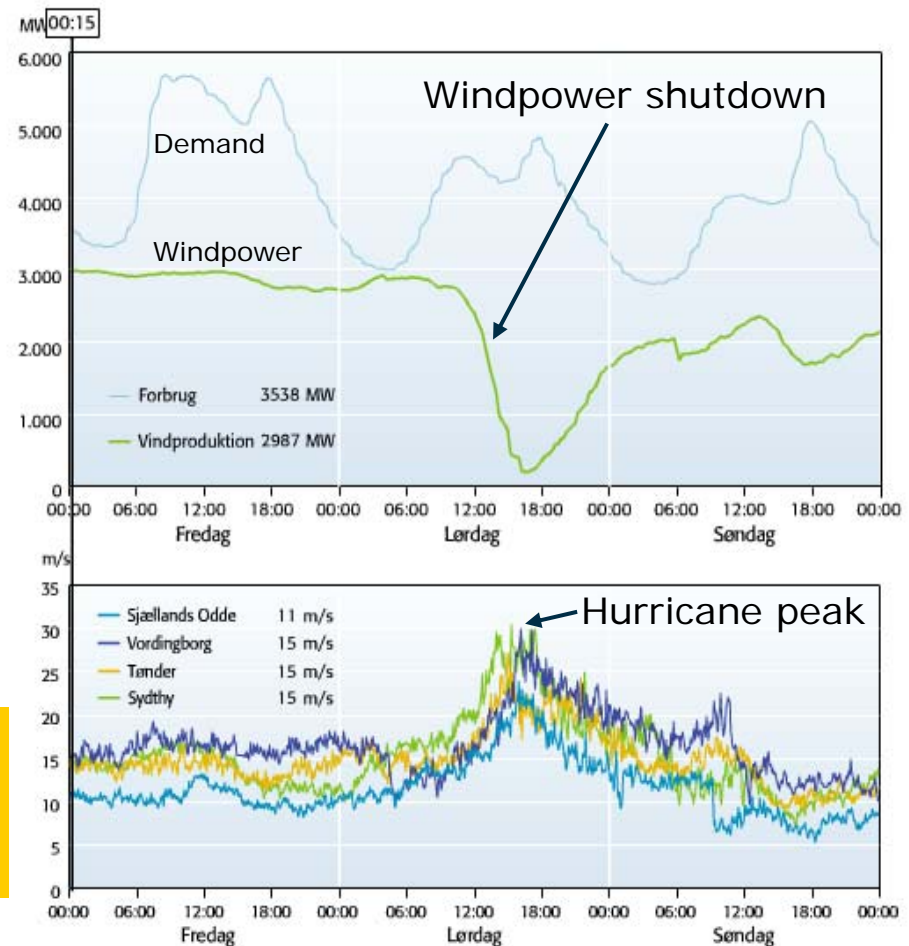 MW 00:15
6.000
5.000
4.000
3.000
2.000
1.000
0
Windpower shutdown
Demand
Windpower
Forbrug 3538 MW
Vindproduktion 2987 MW
00:00 06:00 12:00 18:00 00:00 06:00 12:00 18:00 00:00 06:00 12:00 18:00 00:00
Fredag Lørdag Søndag
m/s
35
30
25
20
15
10
5
0
Hurricane peak
Sjællands Odde 11 m/s
Vordingborg 15 m/s
Tønder 15 m/s
Sydthy 15 m/s
00:00 06:00 12:00 18:00 00:00 06:00 12:00 18:00 00:00 06:00 12:00 18:00 00:00
Fredag Lørdag Søndag